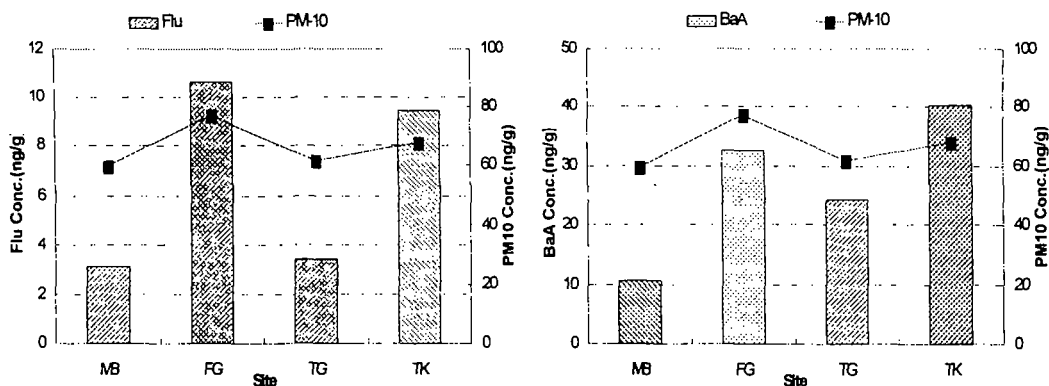 Flu PM-10
Flu Conc.(ng/g)
12
10
8
6
4
2
0
PM10 Conc.(ng/g)
100
80
60
40
20
0
MB FG TG TK
Site
BaA PM-10
BaA Conc.(ng/g)
50
40
30
20
10
0
PM10 Conc.(ng/g)
100
80
60
40
20
0
MB FG TG TK
Site